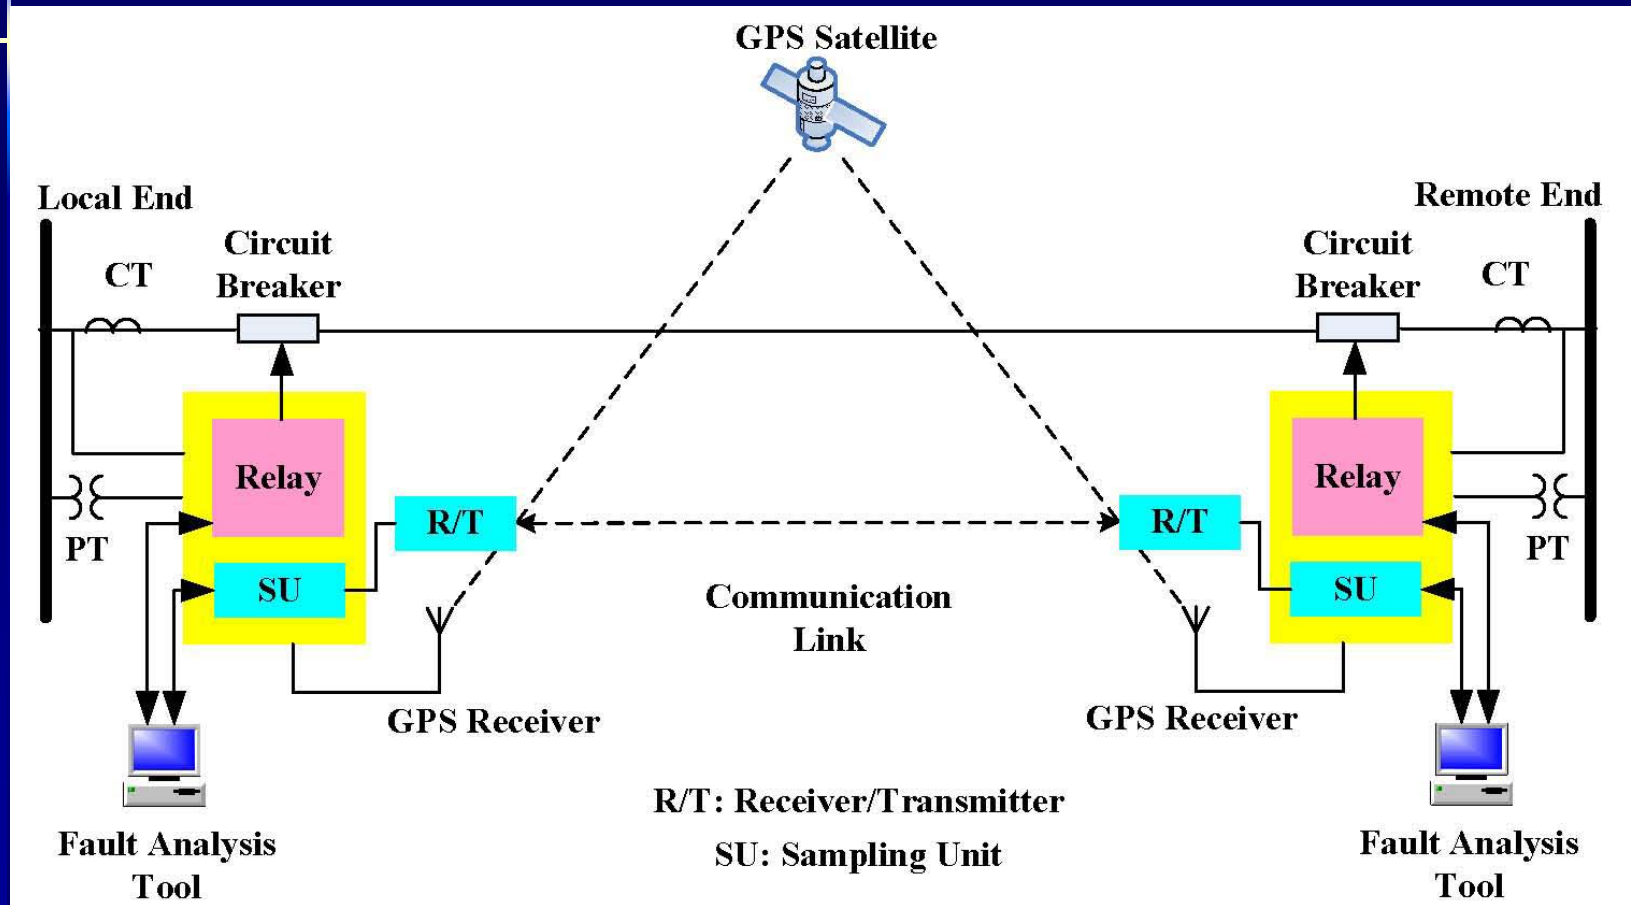 GPS Satellite
Local End
Remote End
Circuit
Breaker
CT
Circuit
Breaker
CT
Relay
Relay
R/T
R/T
PT
PT
SU
SU
Communication
Link
GPS Receiver
GPS Receiver
R/T: Receiver/Transmitter
SU: Sampling Unit
Fault Analysis
Tool
Fault Analysis
Tool